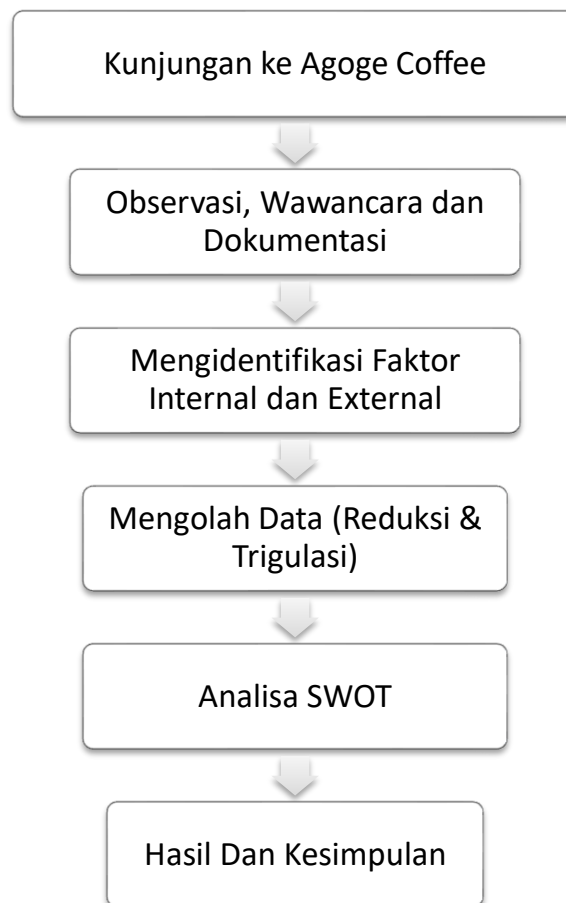 Kunjungan ke Agoge Coffee
Observasi, Wawancara dan
Dokumentasi
Mengidentifikasi Faktor
Internal dan External
Mengolah Data (Reduksi &
Trigulasi)
Analisa SWOT
Hasil Dan Kesimpulan